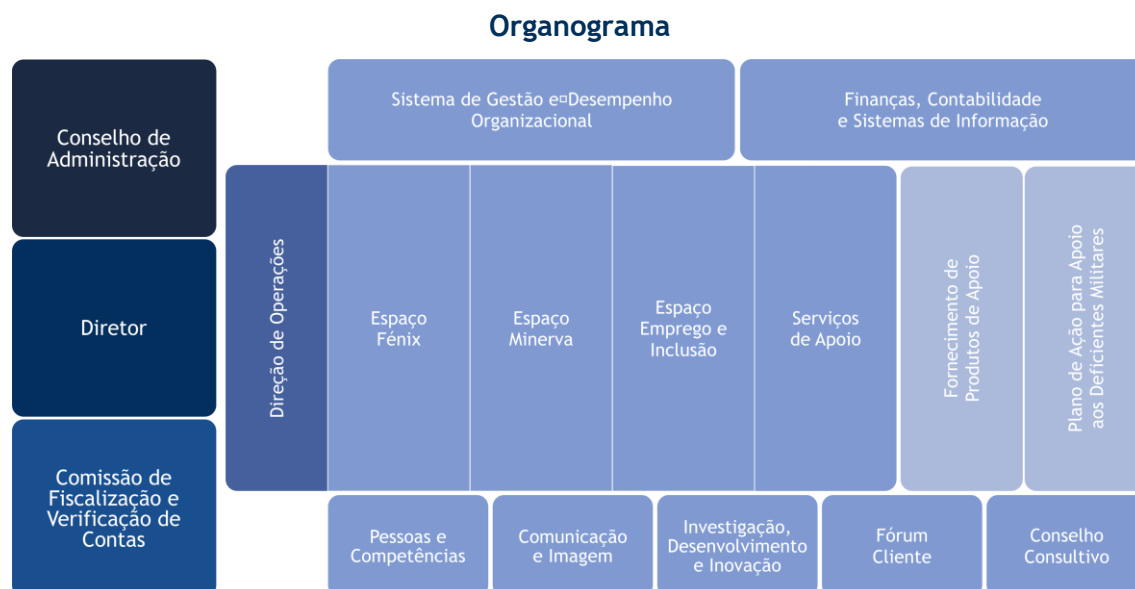 Organograma
Conselho de
Administração
Diretor
Comissão de
Fiscalização e
Verificação de
Contas
Sistema de Gestão e▫Desempenho
Organizacional
Finanças, Contabilidade
e Sistemas de Informação
Direção de Operações
Espaço
Fénix
Espaço
Minerva
Espaço
Emprego e
Inclusão
Serviços
de Apoio
Fornecimento de
Produtos de Apoio
Plano de Ação para Apoio
aos Deficientes Militares
Pessoas e
Competências
Comunicação
e Imagem
Investigação,
Desenvolvimento
e Inovação
Fórum
Cliente
Conselho
Consultivo